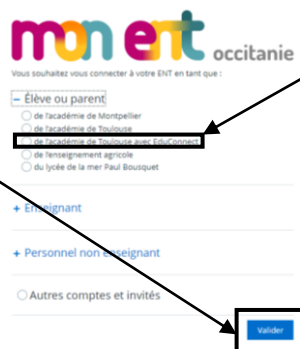 mon ent occitanie
Vous souhaitez vous connecter à votre ENT en tant que :
− Élève ou parent
de l'académie de Montpellier
de l'académie de Toulouse
de l'académie de Toulouse avec EduConnect
de l'enseignement agricole
du lycée de la mer Paul Bousquet
+ Enseignant
+ Personnel non enseignant
Autres comptes et invités
Valider